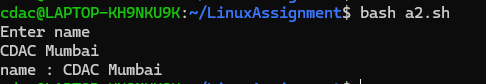 cdac@LAPTOP-KH9NKU9K:~/LinuxAssignment$ bash a2.sh
Enter name
CDAC Mumbai
name : CDAC Mumbai